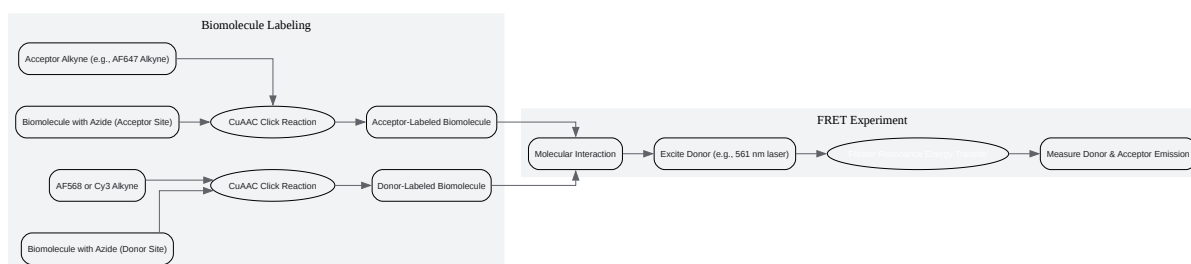 Biomolecule Labeling
Acceptor Alkyne (e.g., AF647 Alkyne)
Biomolecule with Azide (Acceptor Site)
CuAAC Click Reaction
Acceptor-Labeled Biomolecule
AF568 or Cy3 Alkyne
CuAAC Click Reaction
Donor-Labeled Biomolecule
Biomolecule with Azide (Donor Site)
FRET Experiment
Molecular Interaction
Excite Donor (e.g., 561 nm laser)
Resonance Energy
Measure Donor & Acceptor Emission